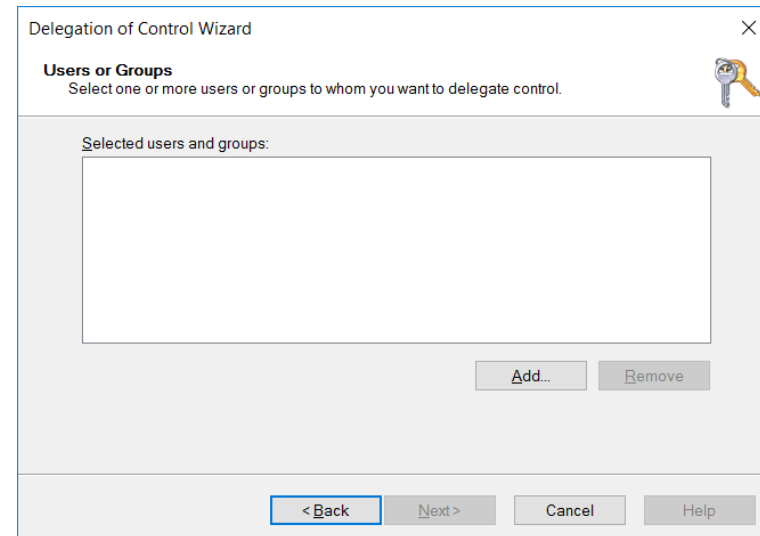 Delegation of Control Wizard
Users or Groups
Select one or more users or groups to whom you want to delegate control.
Selected users and groups:
Add...
Remove
< Back
Next >
Cancel
Help